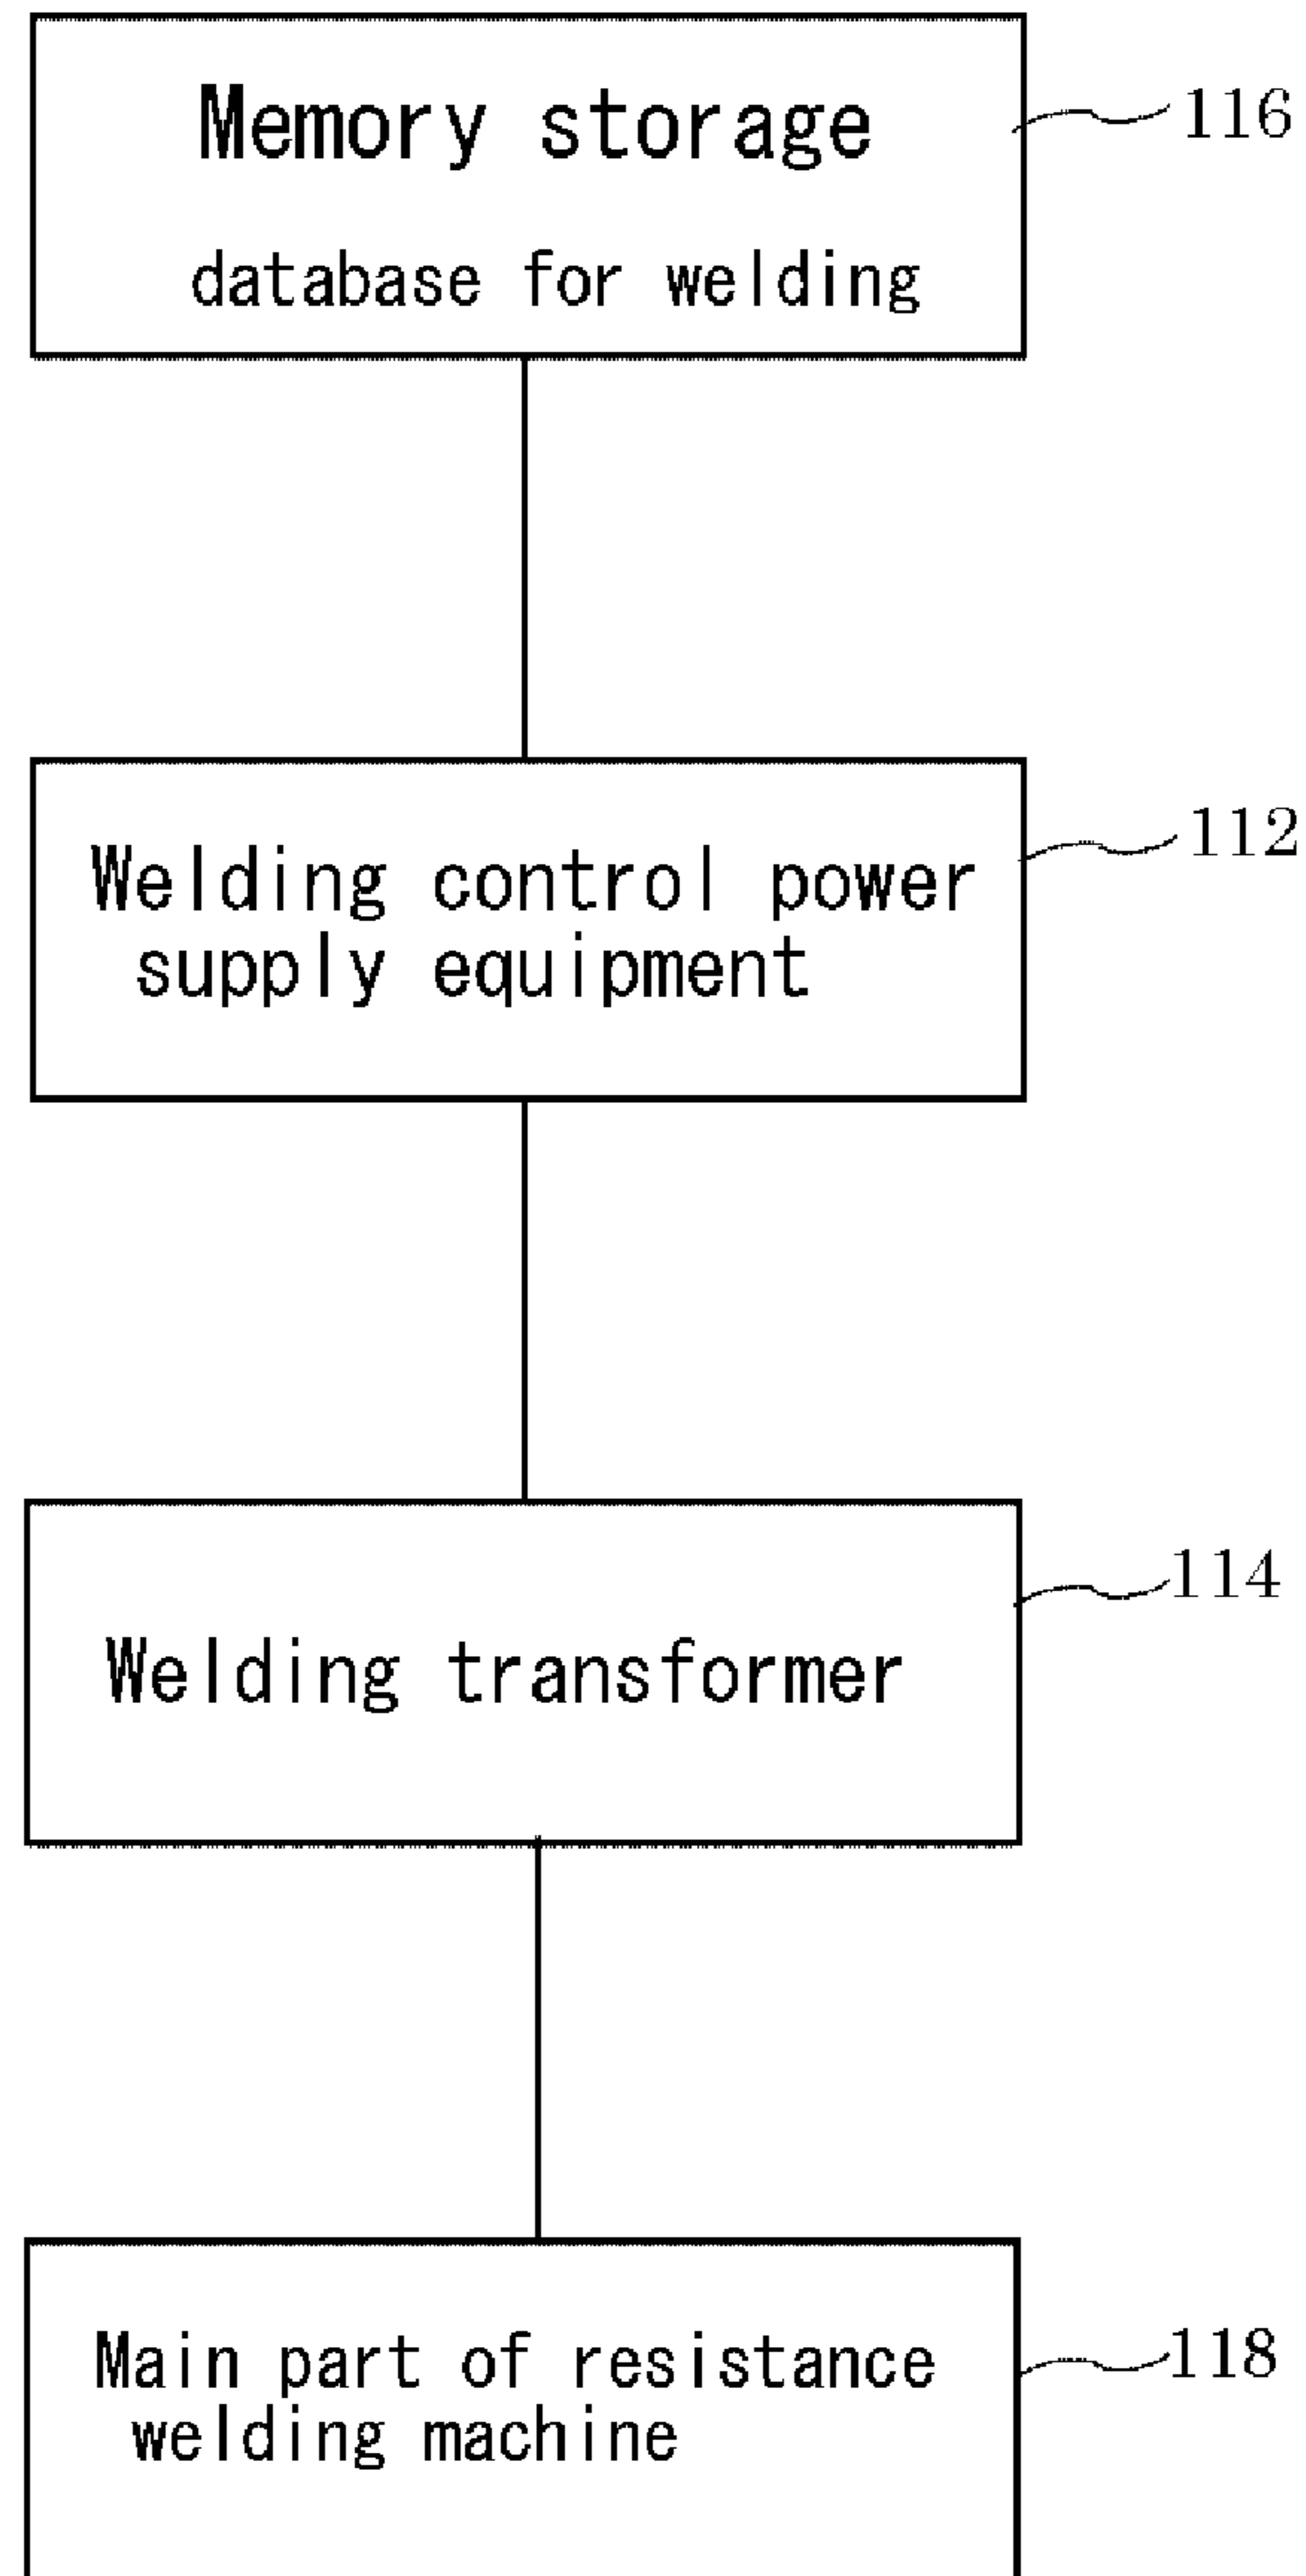 Memory storage
116
database for welding
Welding control power
112
supply equipment
Welding transformer
114
Main part of resistance
118
welding machine